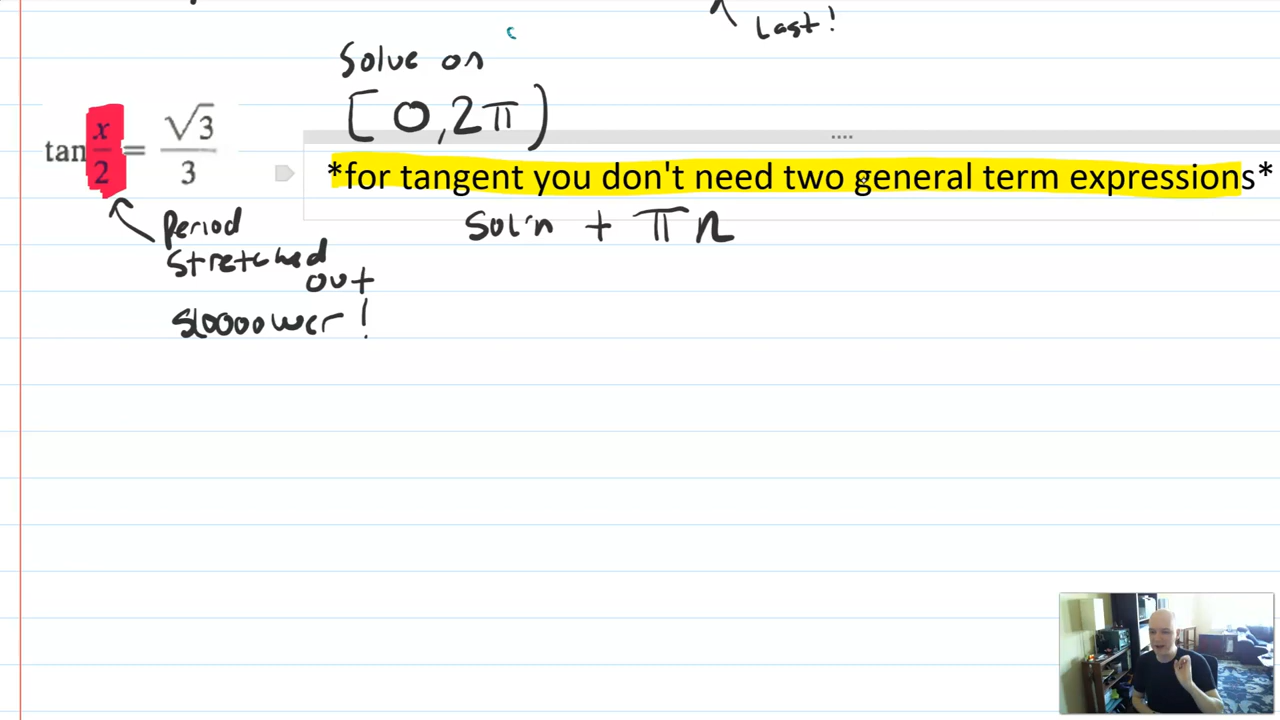 Last!
Solve on
[0,2π)
tan x/2 = √3/3
*for tangent you don't need two general term expressions*
Sol'n + πn
Period
Stretched
out
Sloooower!